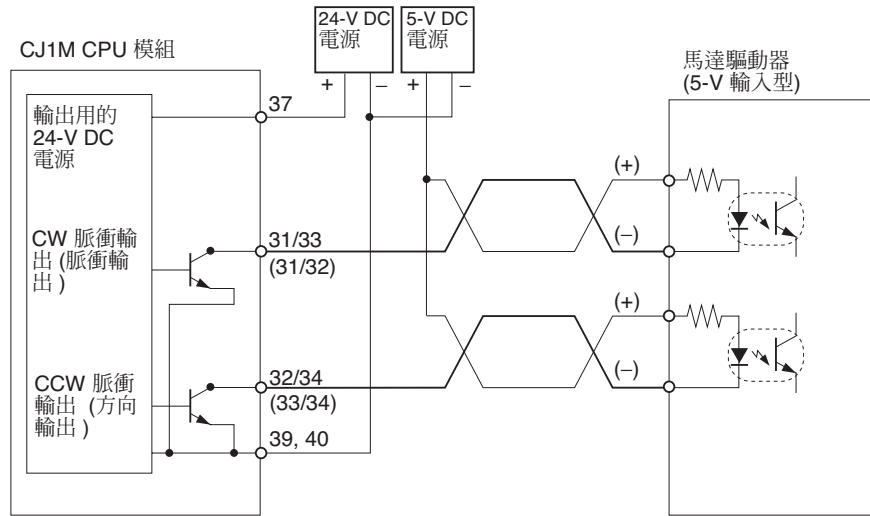 CJ1M CPU 模組
24-V DC
電源
5-V DC
電源
+
−
+
−
馬達驅動器
(5-V 輸入型)
輸出用的
24-V DC
電源
37
CW 脈衝輸
出 (脈衝輸
出 )
31/33
(31/32)
(+)
(−)
CCW 脈衝
輸出 (方向
輸出 )
32/34
(33/34)
(+)
(−)
39, 40